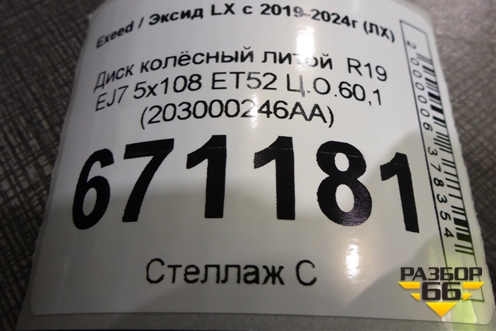 Exeed / Эксид LX с 2019-2024г (ЛХ)
Диск колёсный литой R19
EJ7 5x108 ET52 Ц.О.60,1
(203000246AA)
671181
Стеллаж С
2000006378354
РАЗБОР
66